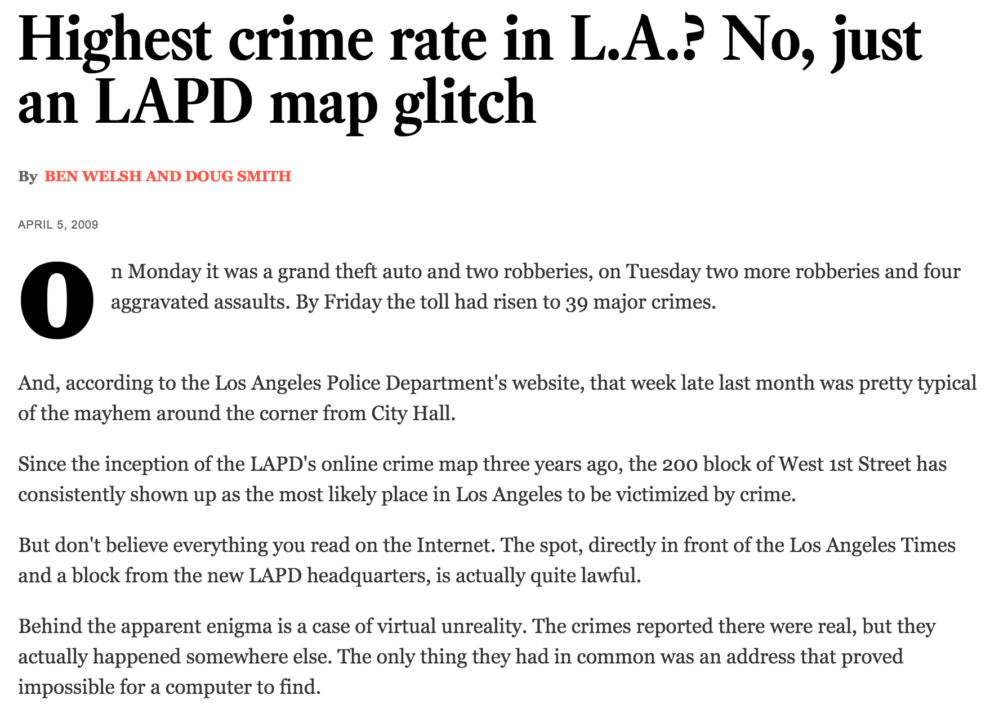 Highest crime rate in L.A.? No, just
an LAPD map glitch
By BEN WELSH AND DOUG SMITH
APRIL 5, 2009
On Monday it was a grand theft auto and two robberies, on Tuesday two more robberies and four
aggravated assaults. By Friday the toll had risen to 39 major crimes.
And, according to the Los Angeles Police Department's website, that week late last month was pretty typical
of the mayhem around the corner from City Hall.
Since the inception of the LAPD's online crime map three years ago, the 200 block of West 1st Street has
consistently shown up as the most likely place in Los Angeles to be victimized by crime.
But don't believe everything you read on the Internet. The spot, directly in front of the Los Angeles Times
and a block from the new LAPD headquarters, is actually quite lawful.
Behind the apparent enigma is a case of virtual unreality. The crimes reported there were real, but they
actually happened somewhere else. The only thing they had in common was an address that proved
impossible for a computer to find.